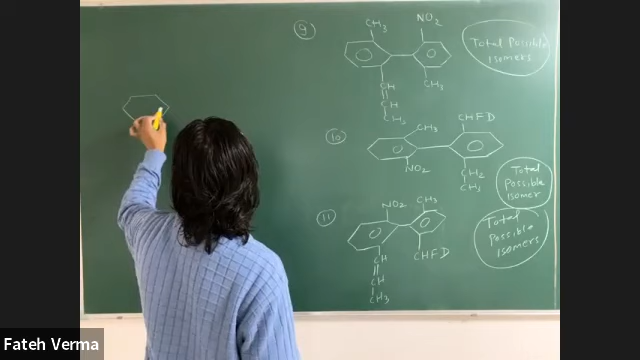 9
CH3
NO2
CH
CH
CH3
CH3
Total Possible
Isomers
10
CH3
CHFD
NO2
CH2
CH3
Total
Possible
Isomer
11
NO2
CH3
CH
CH
CH3
CHFD
Total
Possible
Isomers
Fateh Verma